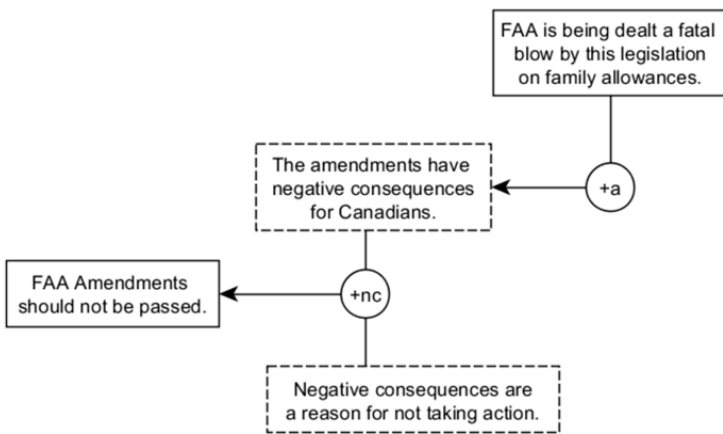 FAA is being dealt a fatal
blow by this legislation
on family allowances.
The amendments have
negative consequences
for Canadians.
+a
FAA Amendments
should not be passed.
+nc
Negative consequences are
a reason for not taking action.